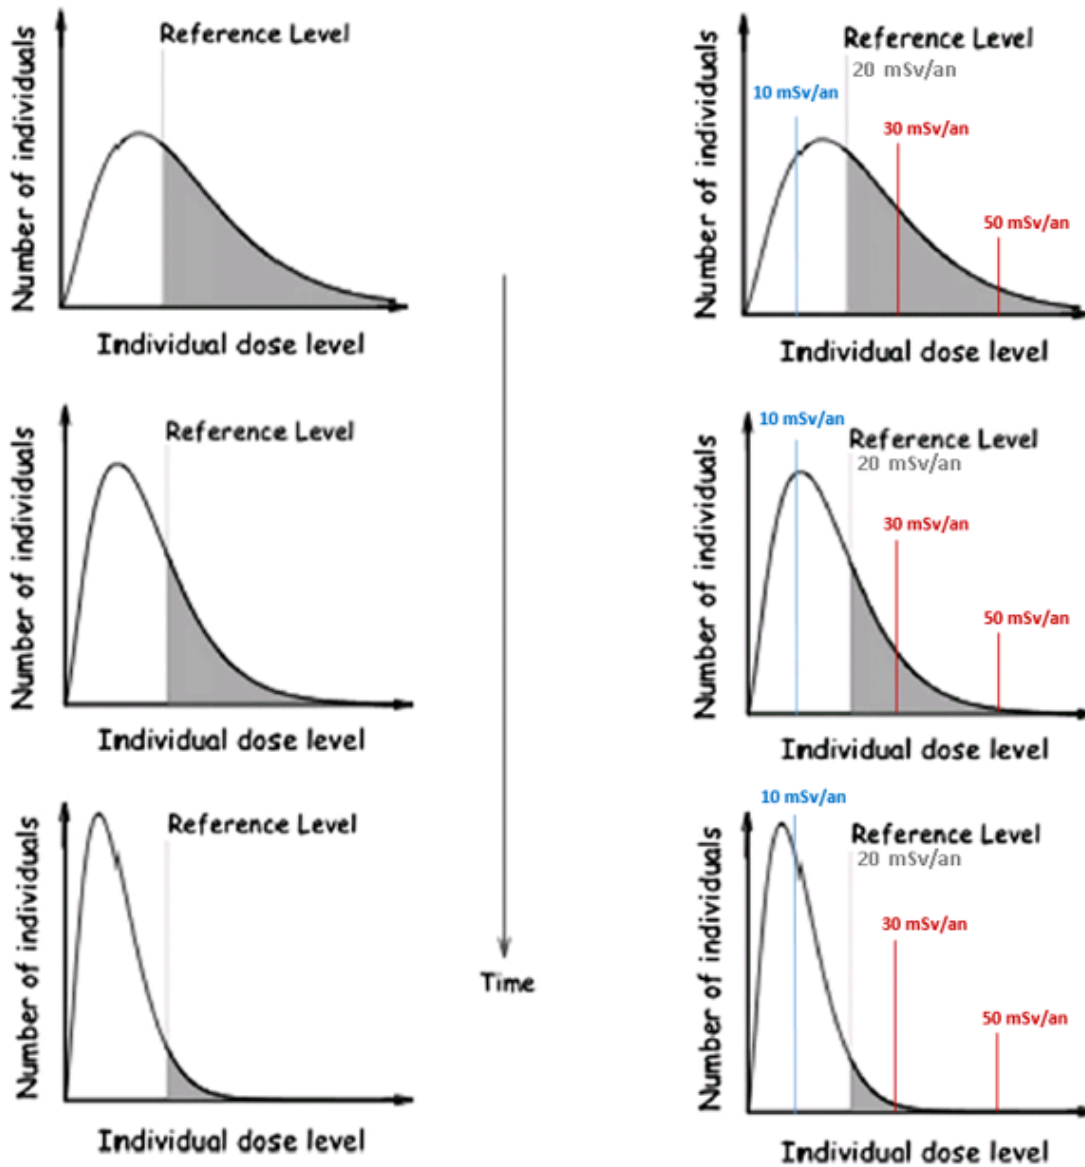 Reference Level
Number of individuals
Individual dose level
Reference Level
20 mSv/an
10 mSv/an
30 mSv/an
50 mSv/an
Number of individuals
Individual dose level
Reference Level
Number of individuals
Individual dose level
10 mSv/an
Reference Level
20 mSv/an
30 mSv/an
50 mSv/an
Number of individuals
Individual dose level
Reference Level
Number of individuals
Individual dose level
Time
10 mSv/an
Reference Level
20 mSv/an
30 mSv/an
50 mSv/an
Number of individuals
Individual dose level